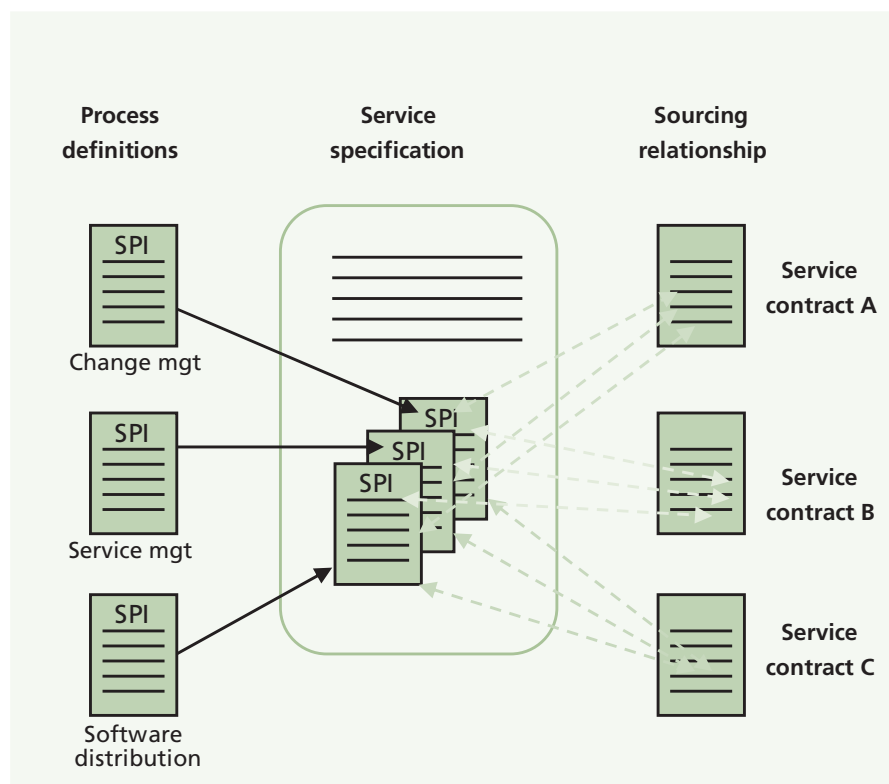 Process
definitions
Service
specification
Sourcing
relationship
SPI
Change mgt
SPI
Service mgt
SPI
Software
distribution
SPI
SPI
SPI
Service
contract A
Service
contract B
Service
contract C